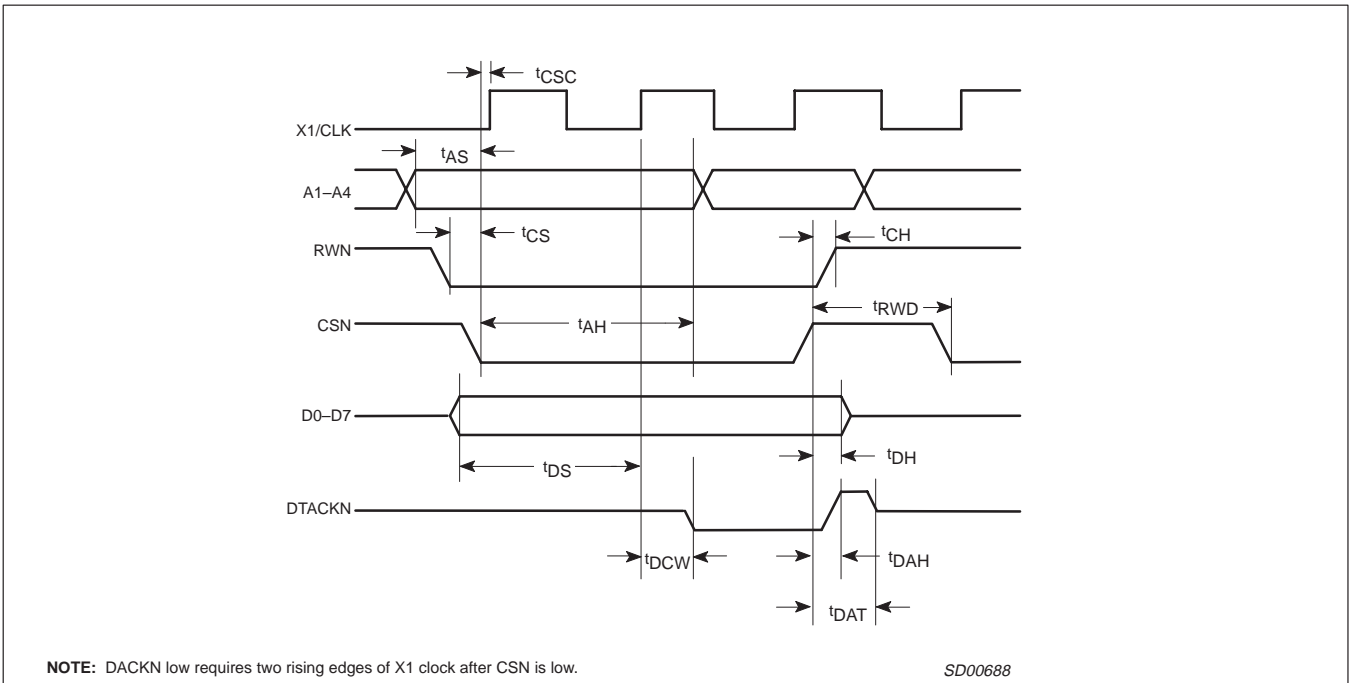 tCSC
X1/CLK
tAS
A1–A4
tCS
tCH
RWN
tRWD
CSN
tAH
D0–D7
tDS
tDH
DTACKN
tDCW
tDAH
tDAT
NOTE: DACKN low requires two rising edges of X1 clock after CSN is low.
SD00688